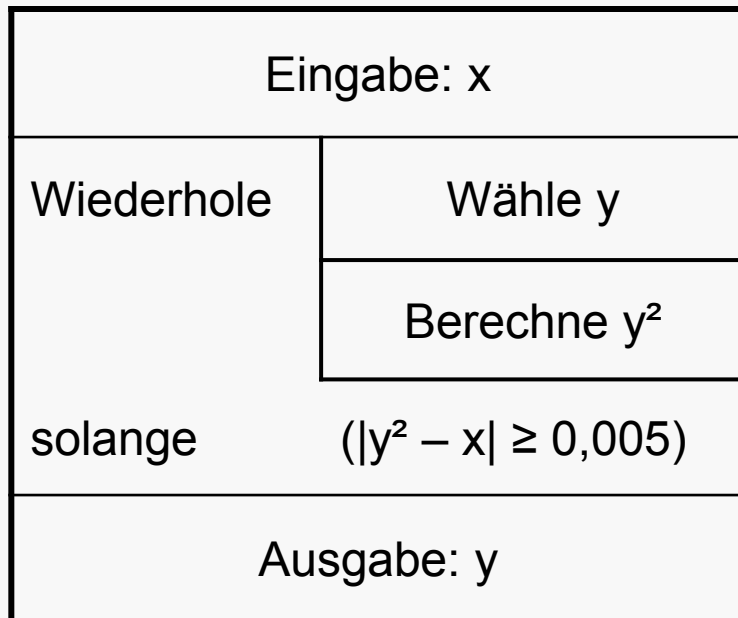 Eingabe: x
Wiederhole
Wähle y
Berechne y²
solange (|y² – x| ≥ 0,005)
Ausgabe: y